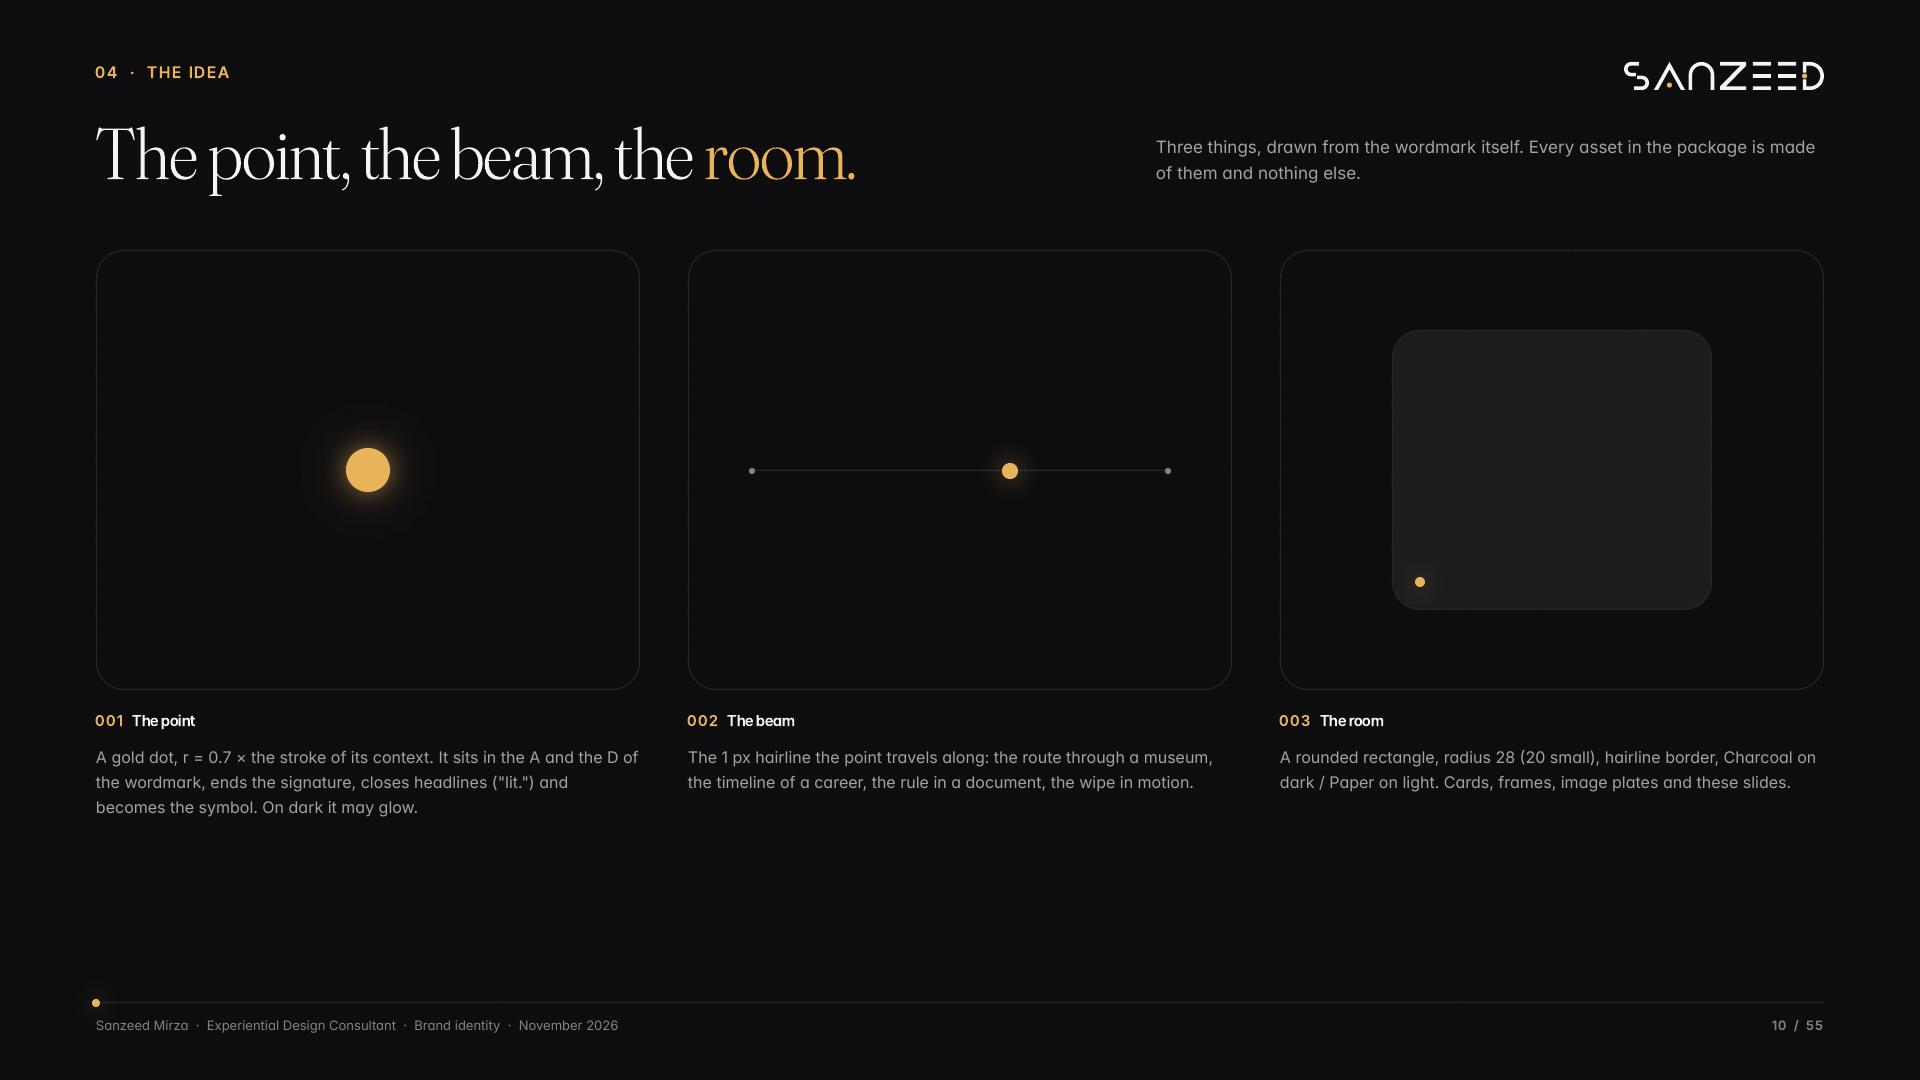 04 · THE IDEA
SANZEED
The point, the beam, the room.
Three things, drawn from the wordmark itself. Every asset in the package is made
of them and nothing else.
001 The point
A gold dot, r = 0.7 × the stroke of its context. It sits in the A and the D of
the wordmark, ends the signature, closes headlines ("lit.") and
becomes the symbol. On dark it may glow.
002 The beam
The 1 px hairline the point travels along: the route through a museum,
the timeline of a career, the rule in a document, the wipe in motion.
003 The room
A rounded rectangle, radius 28 (20 small), hairline border, Charcoal on
dark / Paper on light. Cards, frames, image plates and these slides.
Sanzeed Mirza · Experiential Design Consultant · Brand identity · November 2026
10 / 55